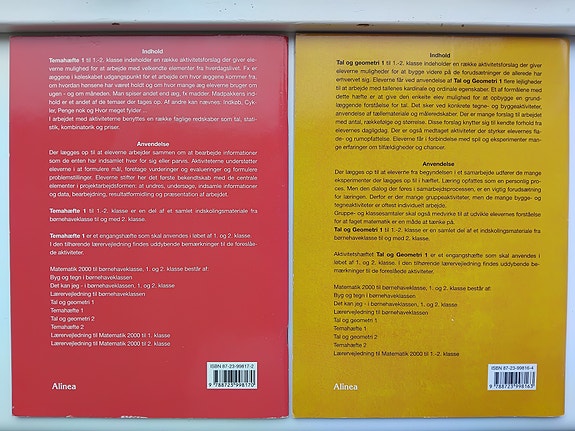 Indhold
Temahæfte 1 til 1.-2. klasse indeholder en række aktivitetsforslag der giver eleverne
mulighed for at arbejde med velkendte elementer fra hverdagslivet. Fx er
æggene i køleskabet udgangspunkt for et arbejde om hvor æggene kommer fra,
om hvordan hønsene har været holdt og om hvor mange æg eleverne bruger om
ugen - og om måneden. Man spiser andet end æg, fx madder. Madpakkens indhold
er et andet af de temaer der tages op. Af andre kan nævnes: Indkøb, Cykler,
Penge nok og Hvor meget fylder ...
I arbejdet med aktiviteterne benyttes en række faglige redskaber som tal, statistik,
kombinatorik og priser.
Anvendelse
Der lægges op til at eleverne arbejder sammen om at bearbejde informationer
som de enten har indsamlet hver for sig eller parvis. Aktiviteterne understøtter
eleverne i at formulere mål, foretage vurderinger og evalueringer og formulere
problemstillinger. Eleverne stifter her det første bekendtskab med de centrale
elementer i projektarbejdsformen: at undres, undersøge, indsamle informationer
og data, bearbejdning, resultatformidling og præsentation af arbejdet.
Temahæfte 1 til 1.-2. klasse er en del af et samlet indskolingsmateriale fra
børnehaveklasse til og med 2. klasse.
Temahæfte 1 er et engangshæfte som skal anvendes i løbet af 1. og 2. klasse.
I den tilhørende lærervejledning findes uddybende bemærkninger til de foreslåede
aktiviteter.
Matematik 2000 til børnehaveklasse, 1. og 2. klasse består af:
Byg og tegn i børnehaveklassen
Det kan jeg - i børnehaveklassen, 1. og 2. klasse
Lærervejledning til børnehaveklassen
Tal og geometri 1
Temahæfte 1
Tal og geometri 2
Temahæfte 2
Lærervejledning til Matematik 2000 til 1. klasse
Lærervejledning til Matematik 2000 til 2. klasse
Alinea
ISBN 87-23-99817-2
9 788723 998170
Indhold
Tal og geometri 1 til 1.-2. klasse indeholder en række aktivitetsforslag der giver
eleverne muligheder for at bygge videre på de forudsætninger de allerede har
erhvervet sig. Eleverne får ved anvendelse af Tal og Geometri 1 flere lejligheder
til at arbejde med tallenes kardinale og ordinale egenskaber. Et af formålene med
dette hæfte er at give den enkelte elev mulighed for at opbygge en grundlæggende
forståelse for tal. Det sker ved konkrete tegne- og byggeaktiviteter,
anvendelse af tællematerialer og måleredskaber. Der er mange forslag til arbejdet
med antal, rækkefølge og størrelse. Disse forslag knytter sig til kendte forhold fra
elevernes dagligdag. Der er også medtaget aktiviteter der styrker elevernes flade-
og rumopfattelse. Eleverne får i forbindelse med spil og eksperimenter mange
erfaringer om tilfældigheder og chancer.
Anvendelse
Der lægges op til at eleverne fra begyndelsen i et samarbejde udfører de mange
eksperimenter der lægges op til i hæftet. Læring opfattes som en personlig proces.
Men den dialog der føres i samarbejdsprocessen, er en vigtig forudsætning
for læringen. Derfor er der mange gruppeaktiviteter, men de mange bygge- og
tegneaktiviteter er oftest individuelt arbejde.
Gruppe- og klassesamtaler skal også medvirke til at udvikle elevernes forståelse
for at faget matematik er en måde at tænke på.
Tal og Geometri 1 til 1.-2. klasse er en samlet del af et indskolingsmateriale fra
børnehaveklasse til og med 2. klasse.
Aktivitetshæftet Tal og Geometri 1 er et engangshæfte som skal anvendes i
løbet af 1. og 2. klasse. I den tilhørende lærervejledning findes uddybende bemærkninger
til de foreslåede aktiviteter.
Matematik 2000 til børnehaveklasse, 1. og 2. klasse består af:
Byg og tegn i børnehaveklassen
Det kan jeg - i børnehaveklassen, 1. og 2. klasse
Lærervejledning til børnehaveklassen
Tal og geometri 1
Temahæfte 1
Tal og geometri 2
Temahæfte 2
Lærervejledning til Matematik 2000 til 1.-2. klasse
Alinea
ISBN 87-23-99816-4
9 788723 998163